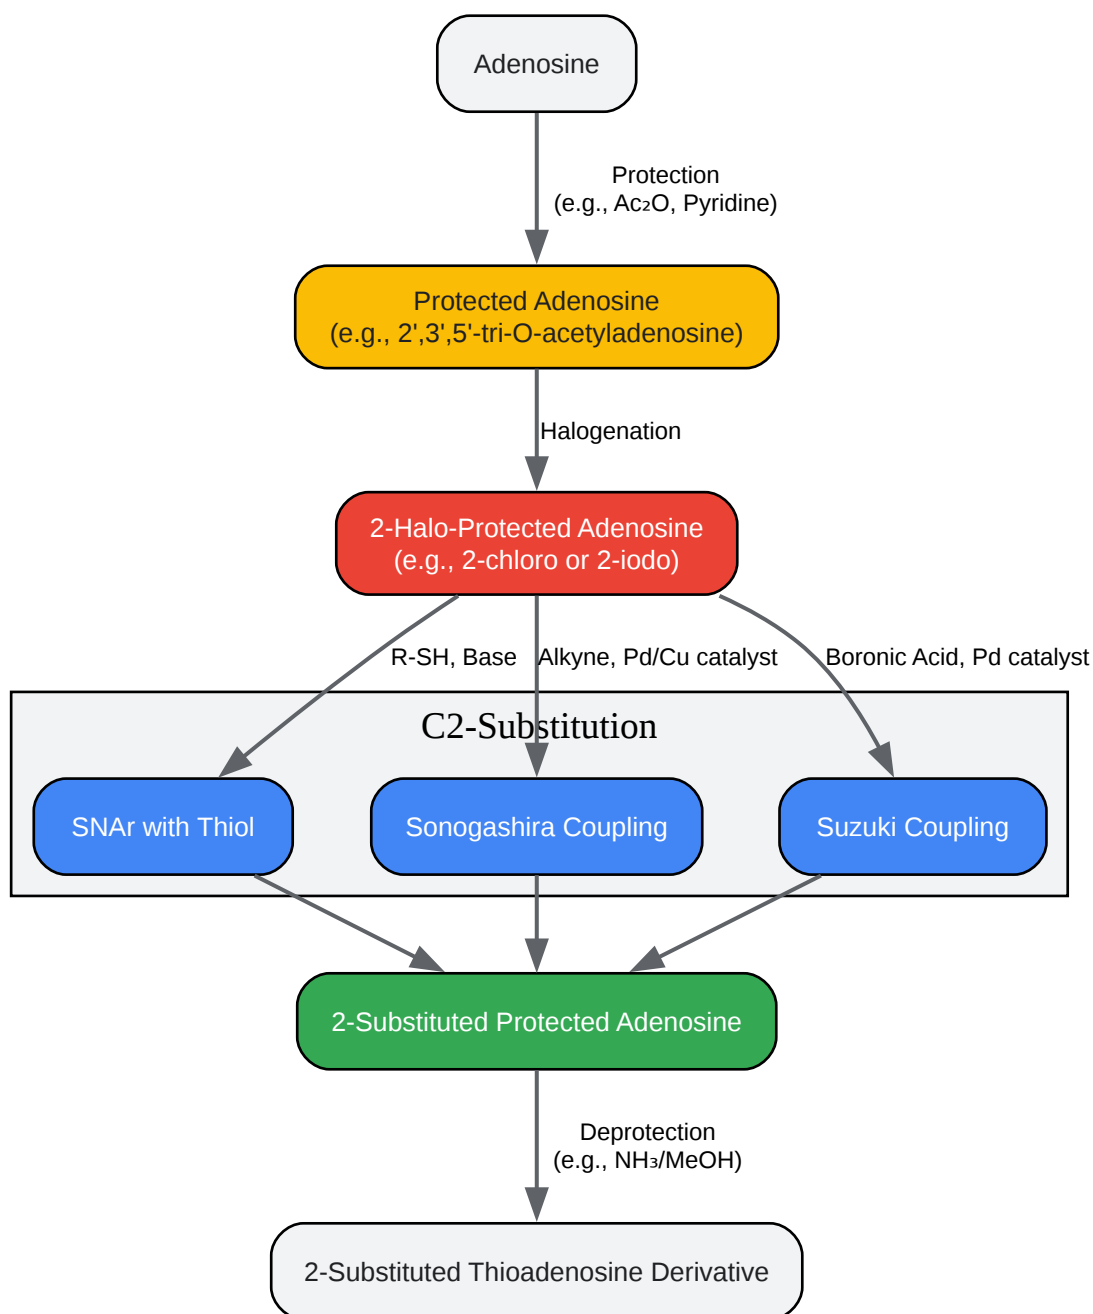 Adenosine
Protection
(e.g., Ac₂O, Pyridine)
Protected Adenosine
(e.g., 2',3',5'-tri-O-acetyladenosine)
Halogenation
2-Halo-Protected Adenosine
(e.g., 2-chloro or 2-iodo)
R-SH, Base
Alkyne, Pd/Cu catalyst
Boronic Acid, Pd catalyst
C2-Substitution
SNAr with Thiol
Sonogashira Coupling
Suzuki Coupling
2-Substituted Protected Adenosine
Deprotection
(e.g., NH₃/MeOH)
2-Substituted Thioadenosine Derivative